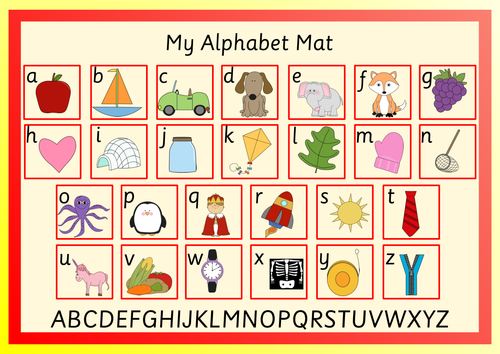 My Alphabet Mat
a b c d e f g
h i j k l m n
o p q r s t
u v w x y z
ABCDEFGHIJKLMNOPQRSTUVWXYZ